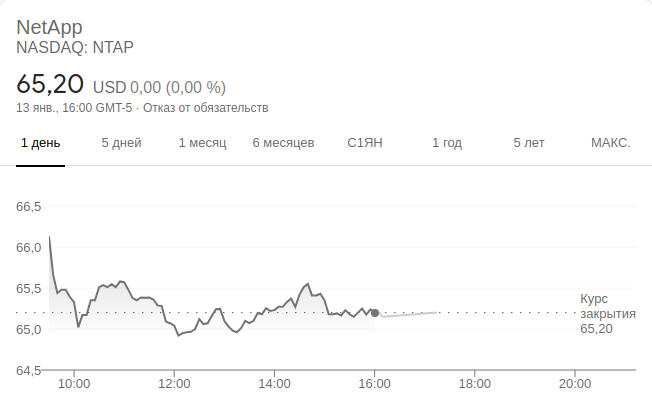 NetApp
NASDAQ: NTAP
65,20 USD 0,00 (0,00 %)
13 янв., 16:00 GMT-5 · Отказ от обязательств
1 день 5 дней 1 месяц 6 месяцев С1ЯН 1 год 5 лет МАКС.
66,5
66,0
65,5
65,0
64,5
Курс
закрытия
65,20
10:00 12:00 14:00 16:00 18:00 20:00